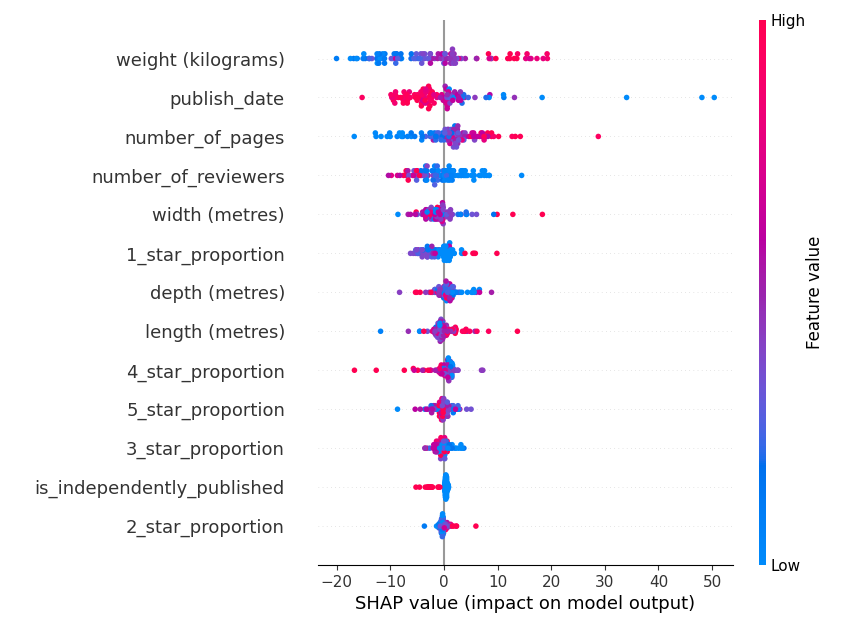 High
weight (kilograms)
publish_date
number_of_pages
number_of_reviewers
width (metres)
1_star_proportion
depth (metres)
length (metres)
4_star_proportion
5_star_proportion
3_star_proportion
is_independently_published
2_star_proportion
Feature value
Low
−20 −10 0 10 20 30 40 50
SHAP value (impact on model output)